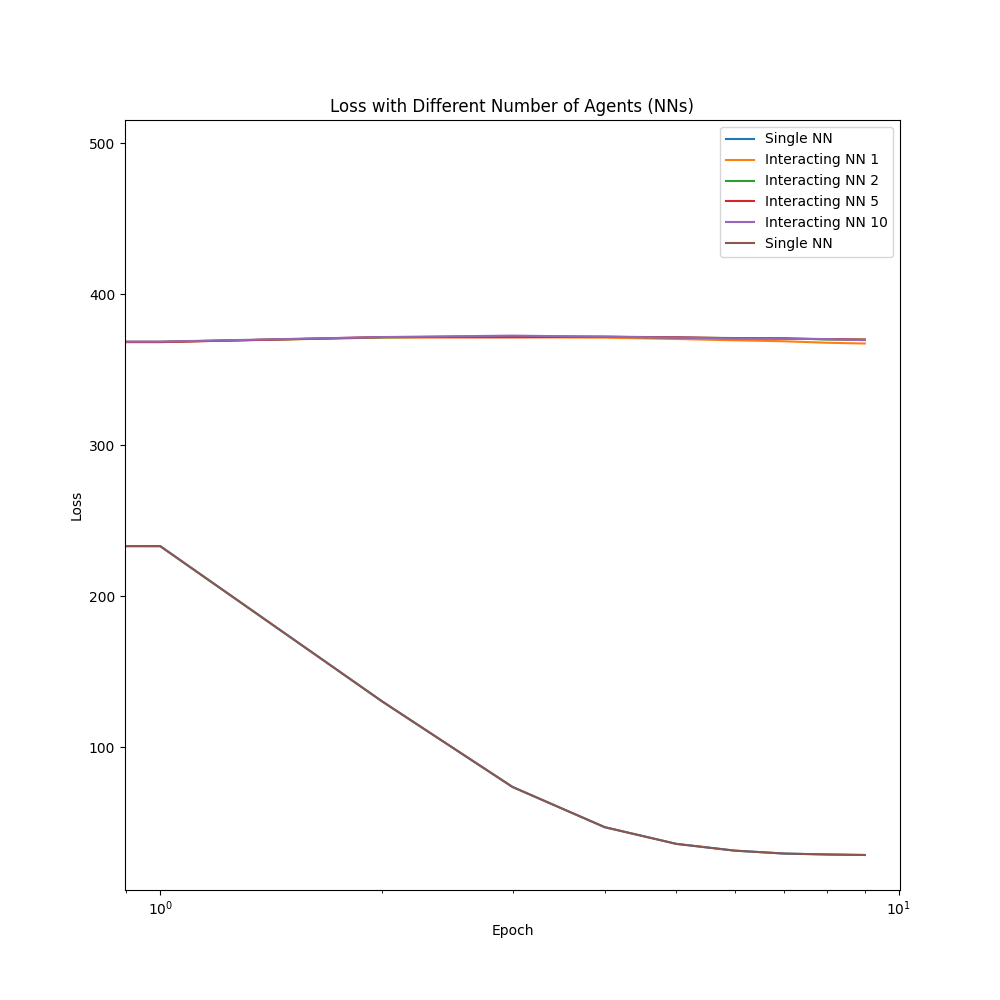 Loss with Different Number of Agents (NNs)
Single NN
Interacting NN 1
Interacting NN 2
Interacting NN 5
Interacting NN 10
Single NN
500
400
300
200
100
Loss
10⁰
10¹
Epoch